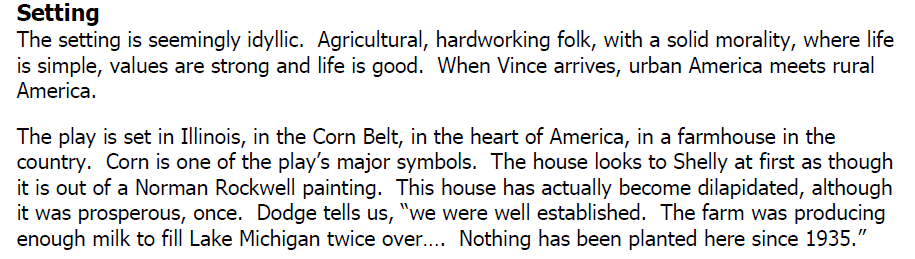 Setting
The setting is seemingly idyllic.  Agricultural, hardworking folk, with a solid morality, where life
is simple, values are strong and life is good.  When Vince arrives, urban America meets rural
America.
The play is set in Illinois, in the Corn Belt, in the heart of America, in a farmhouse in the
country.  Corn is one of the play's major symbols.  The house looks to Shelly at first as though
it is out of a Norman Rockwell painting.  This house has actually become dilapidated, although
it was prosperous, once.  Dodge tells us, "we were well established.  The farm was producing
enough milk to fill Lake Michigan twice over….  Nothing has been planted here since 1935."